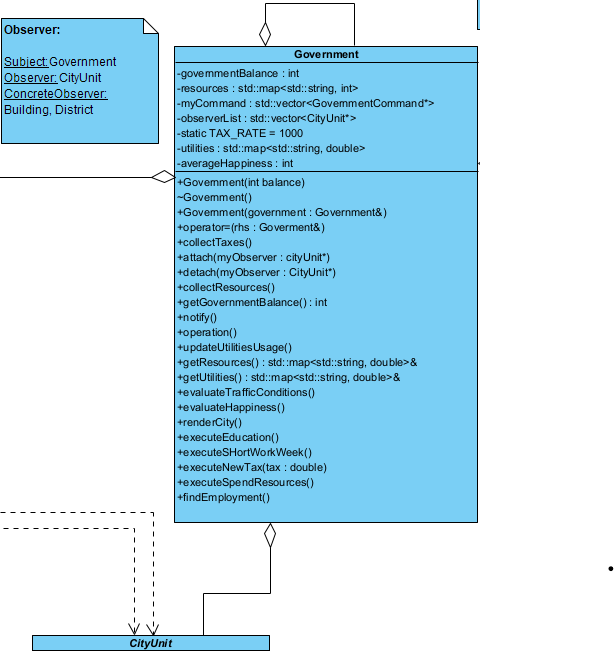 Observer:
Subject:Government
Observer: CityUnit
ConcreteObserver:
Building, District
Government
-governmentBalance : int
-resources : std::map<std::string, int>
-myCommand : std::vector<GovernmentCommand*>
-observerList : std::vector<CityUnit*>
-static TAX_RATE = 1000
-utilities : std::map<std::string, double>
-averageHappiness : int
+Government(int balance)
~Government()
+Government(government : Government&)
+operator=(rhs : Goverment&)
+collectTaxes()
+attach(myObserver : cityUnit*)
+detach(myObserver : CityUnit*)
+collectResources()
+getGovernmentBalance() : int
+notify()
+operation()
+updateUtilitiesUsage()
+getResources() : std::map<std::string, double>&
+getUtilities() : std::map<std::string, double>&
+evaluateTrafficConditions()
+evaluateHappiness()
+renderCity()
+executeEducation()
+executeSHortWorkWeek()
+executeNewTax(tax : double)
+executeSpendResources()
+findEmployment()
CityUnit